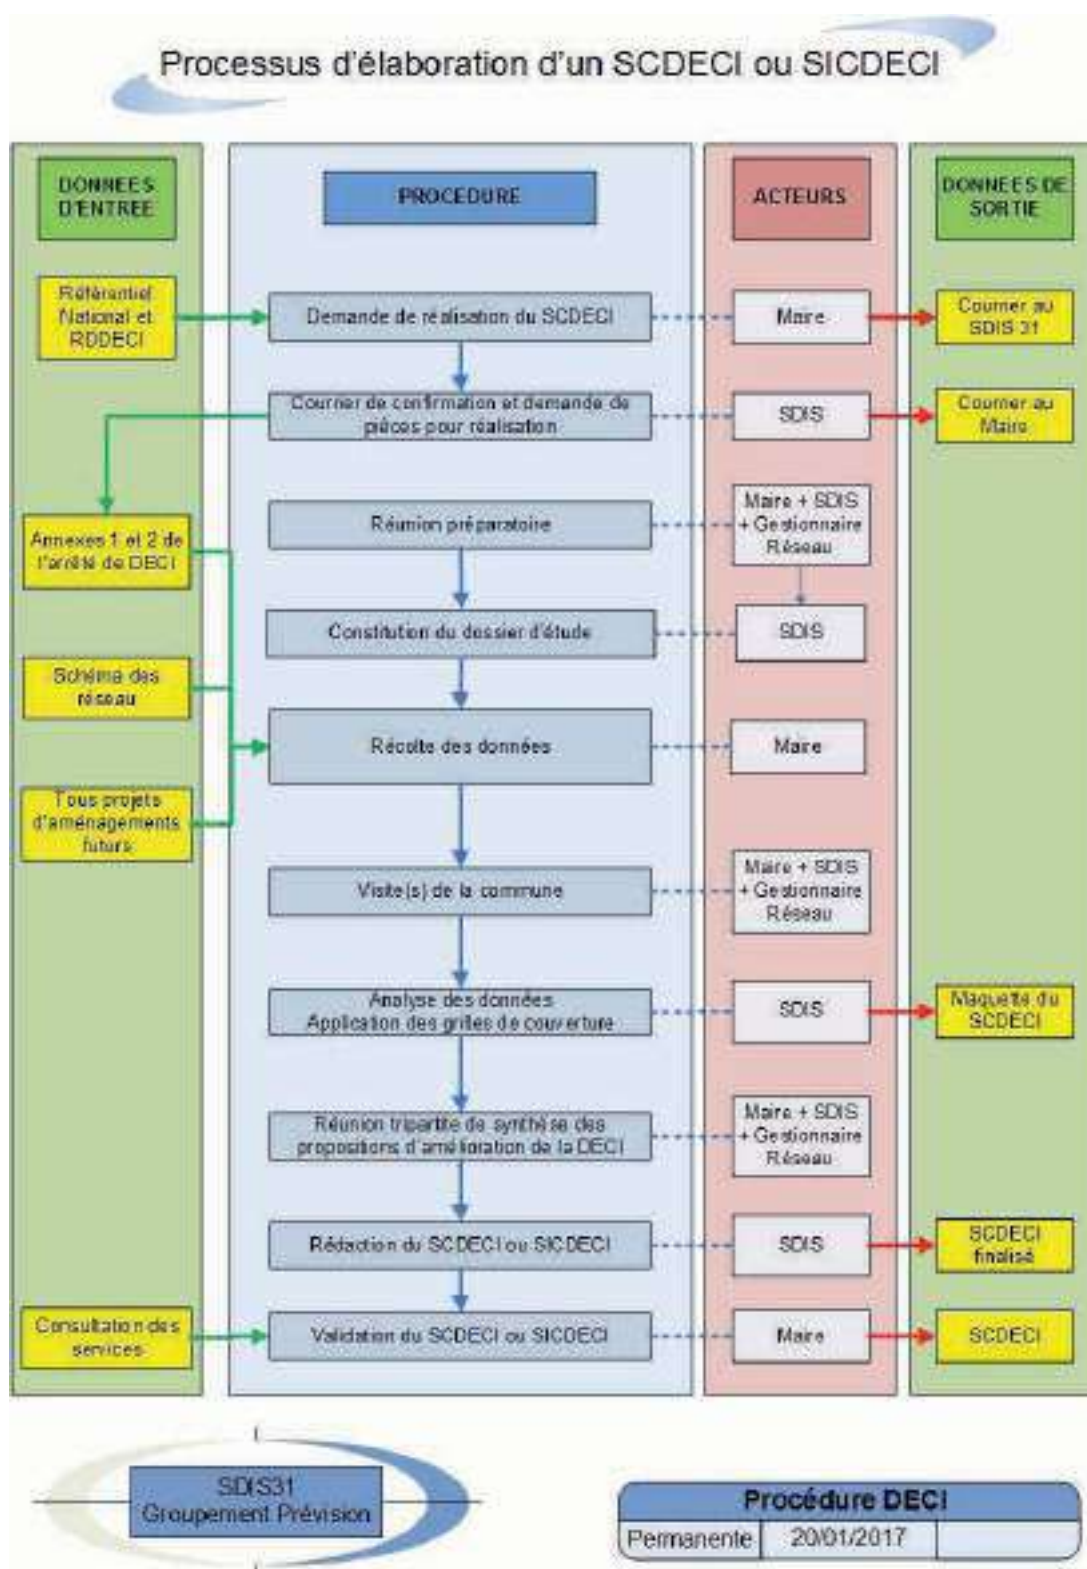 Processus d'élaboration d'un SCDECI ou SICDECI
DONNEES
D'ENTREE
PROCEDURE
ACTEURS
DONNEES DE
SORTIE
Référentiel
National et
RDDECI
Demande de réalisation du SCDECI
Maire
Courrier au
SDIS 31
Courrier de confirmation et demande de
pièces pour réalisation
SDIS
Courrier au
Maire
Annexes 1 et 2 de
l'arrêté de DECI
Réunion préparatoire
Maire + SDIS
+ Gestionnaire
Réseau
Constitution du dossier d'étude
SDIS
Schéma des
réseau
Récolte des données
Maire
Tous projets
d'aménagements
futurs
Visite(s) de la commune
Maire + SDIS
+ Gestionnaire
Réseau
Analyse des données
Application des grilles de couverture
SDIS
Maquette du
SCDECI
Réunion tripartite de synthèse des
propositions d'amélioration de la DECI
Maire + SDIS
+ Gestionnaire
Réseau
Rédaction du SCDECI ou SICDECI
SDIS
SCDECI
finalisé
Consultation des
services
Validation du SCDECI ou SICDECI
Maire
SCDECI
SDIS31
Groupement Prévision
Procédure DECI
Permanente 20/01/2017